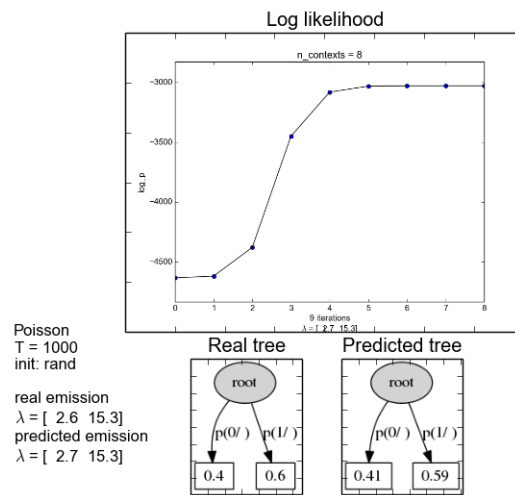 Log likelihood
n_contexts = 8
−3000
−3500
−4000
−4500
log_p
0 1 2 3 4 5 6 7 8
9 iterations
λ = [ 2.7 15.3]
Poisson
T = 1000
init: rand
real emission
λ = [ 2.6 15.3]
predicted emission
λ = [ 2.7 15.3]
Real tree
root
p(0/ ) p(1/ )
0.4 0.6
Predicted tree
root
p(0/ ) p(1/ )
0.41 0.59